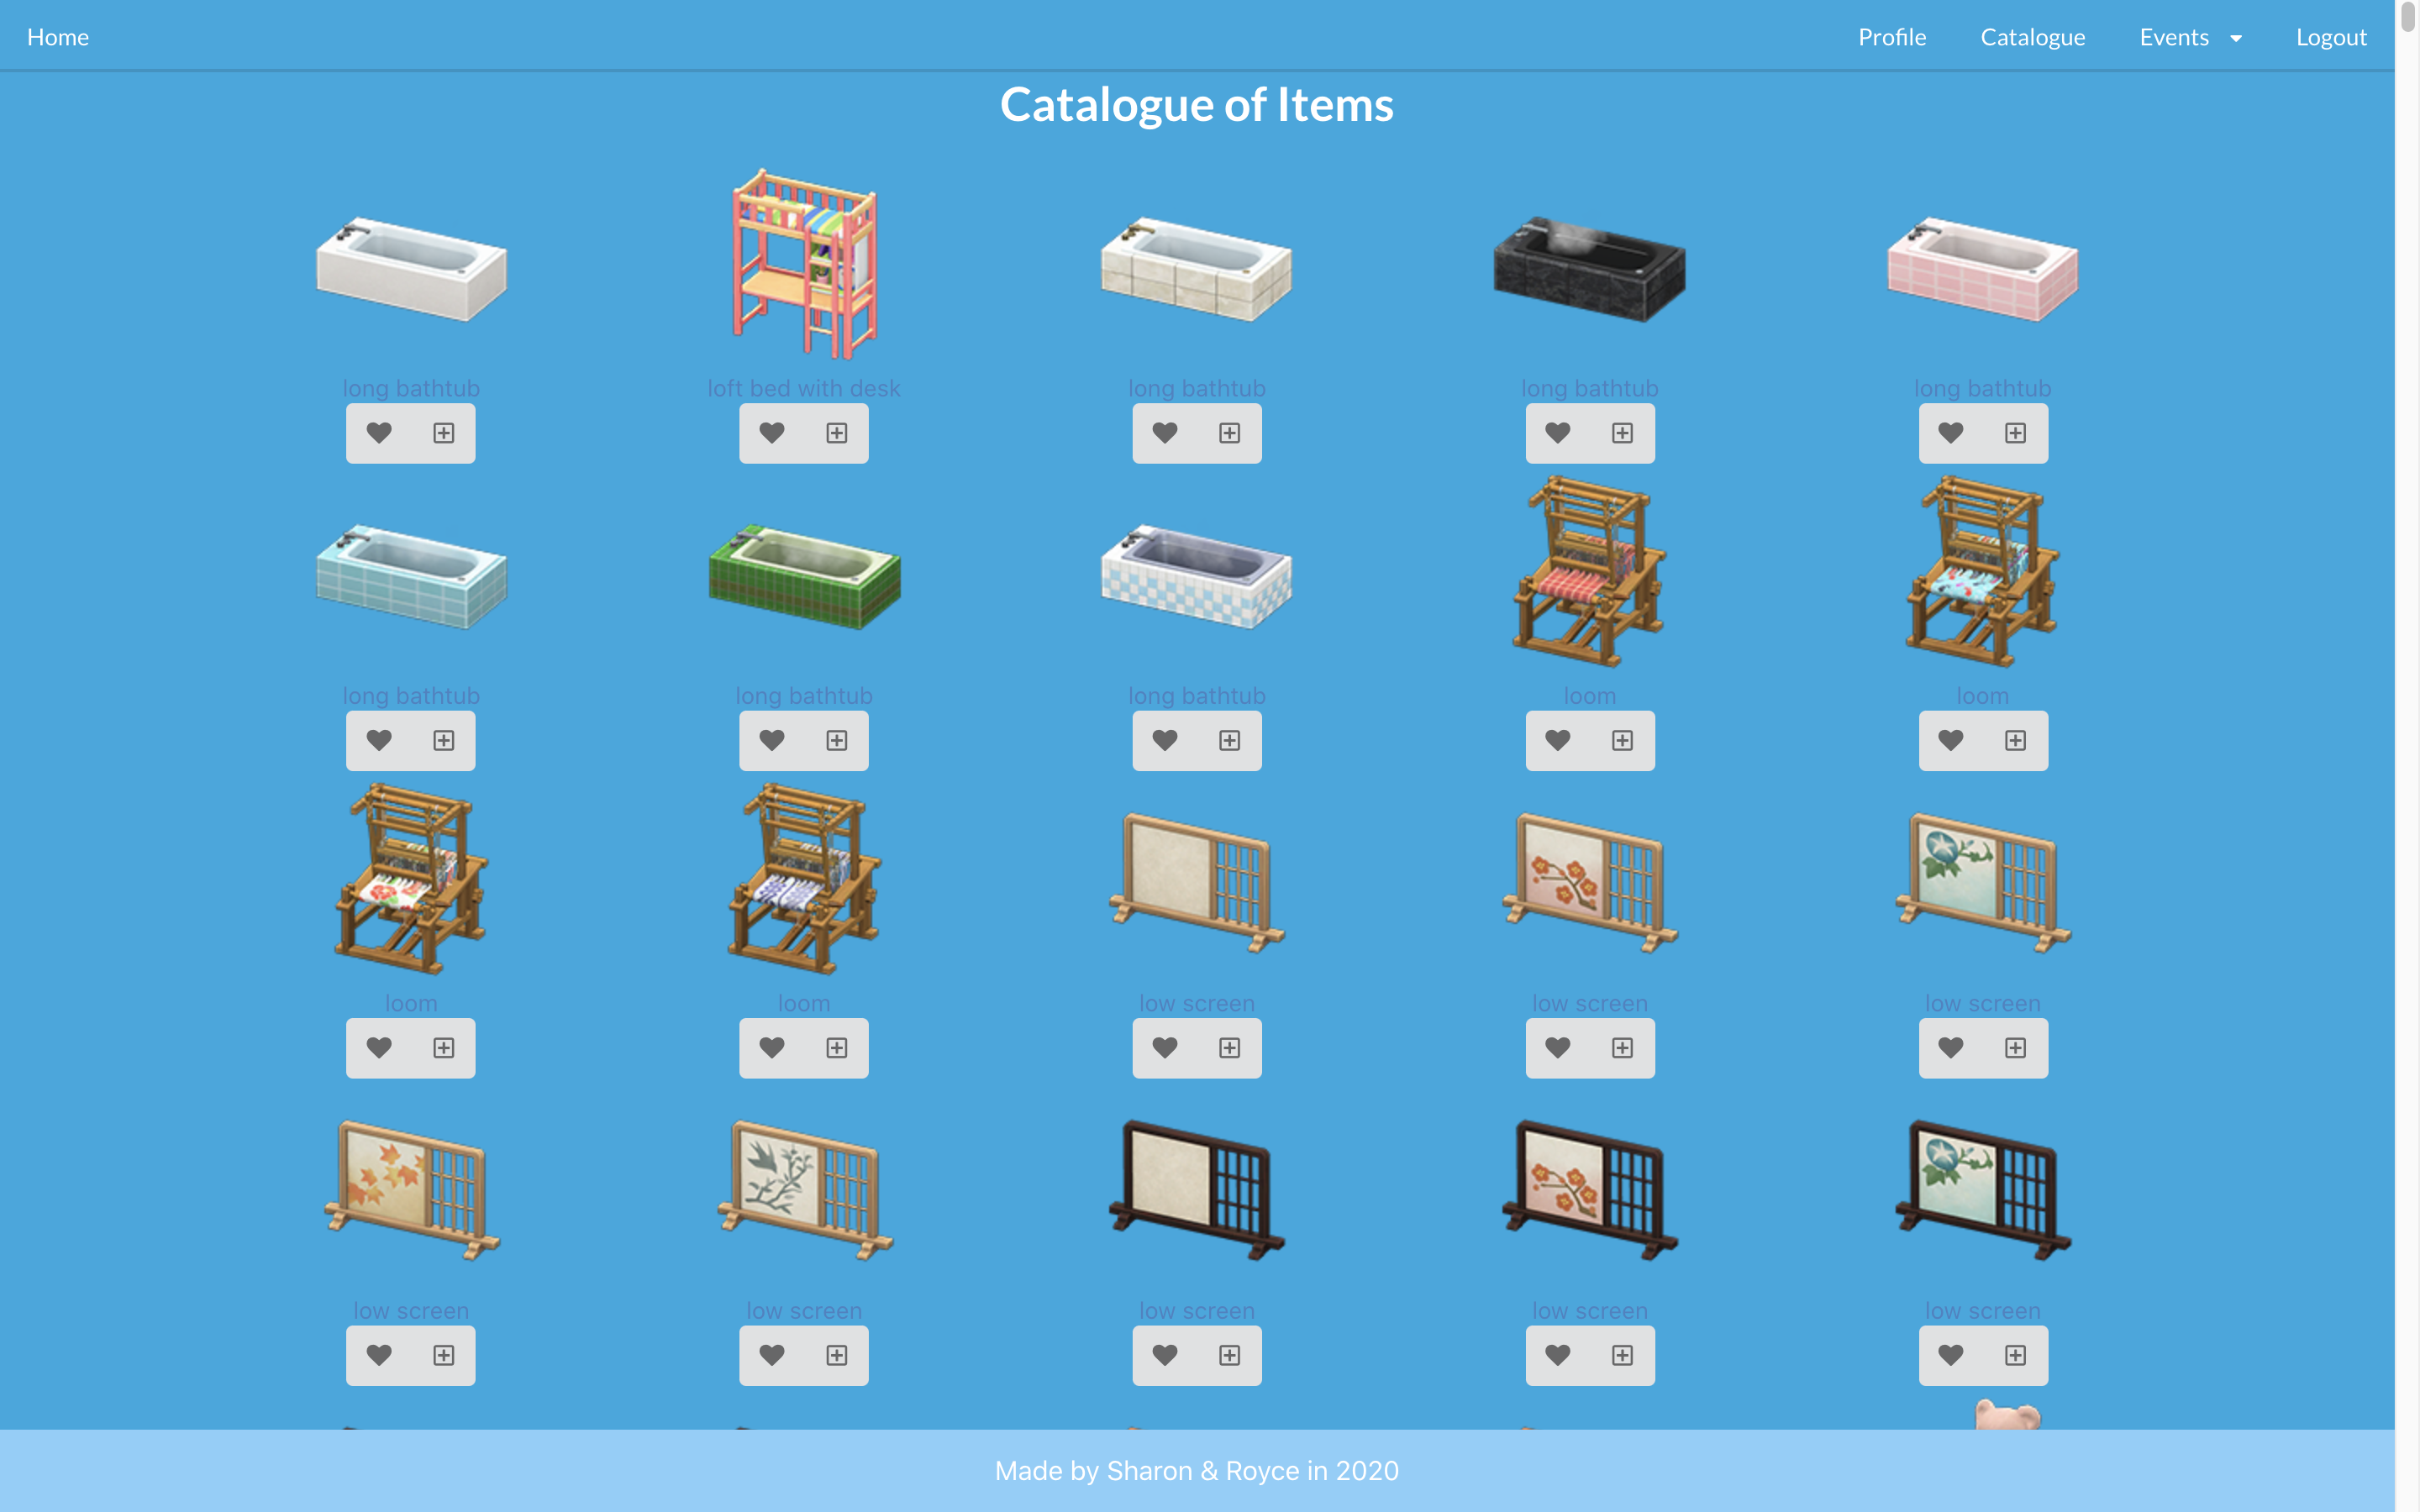 Home Profile Catalogue Events Logout
Catalogue of Items
long bathtub loft bed with desk long bathtub long bathtub long bathtub
long bathtub long bathtub long bathtub loom loom
loom loom low screen low screen low screen
low screen low screen low screen low screen low screen
Made by Sharon & Royce in 2020